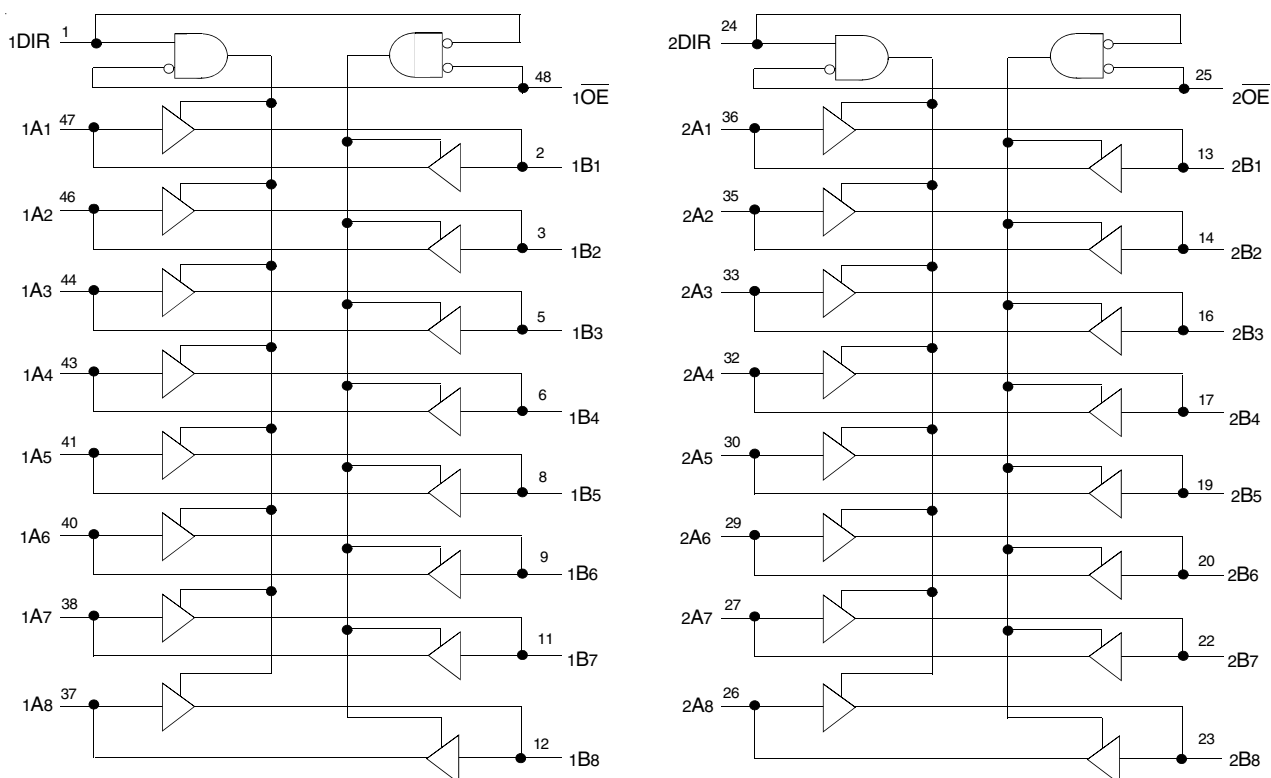 1DIR 1
48
1OE
1A1 47
2 1B1
1A2 46
3 1B2
1A3 44
5 1B3
1A4 43
6 1B4
1A5 41
8 1B5
1A6 40
9 1B6
1A7 38
11 1B7
1A8 37
12 1B8
2DIR 24
25
2OE
2A1 36
13 2B1
2A2 35
14 2B2
2A3 33
16 2B3
2A4 32
17 2B4
2A5 30
19 2B5
2A6 29
20 2B6
2A7 27
22 2B7
2A8 26
23 2B8